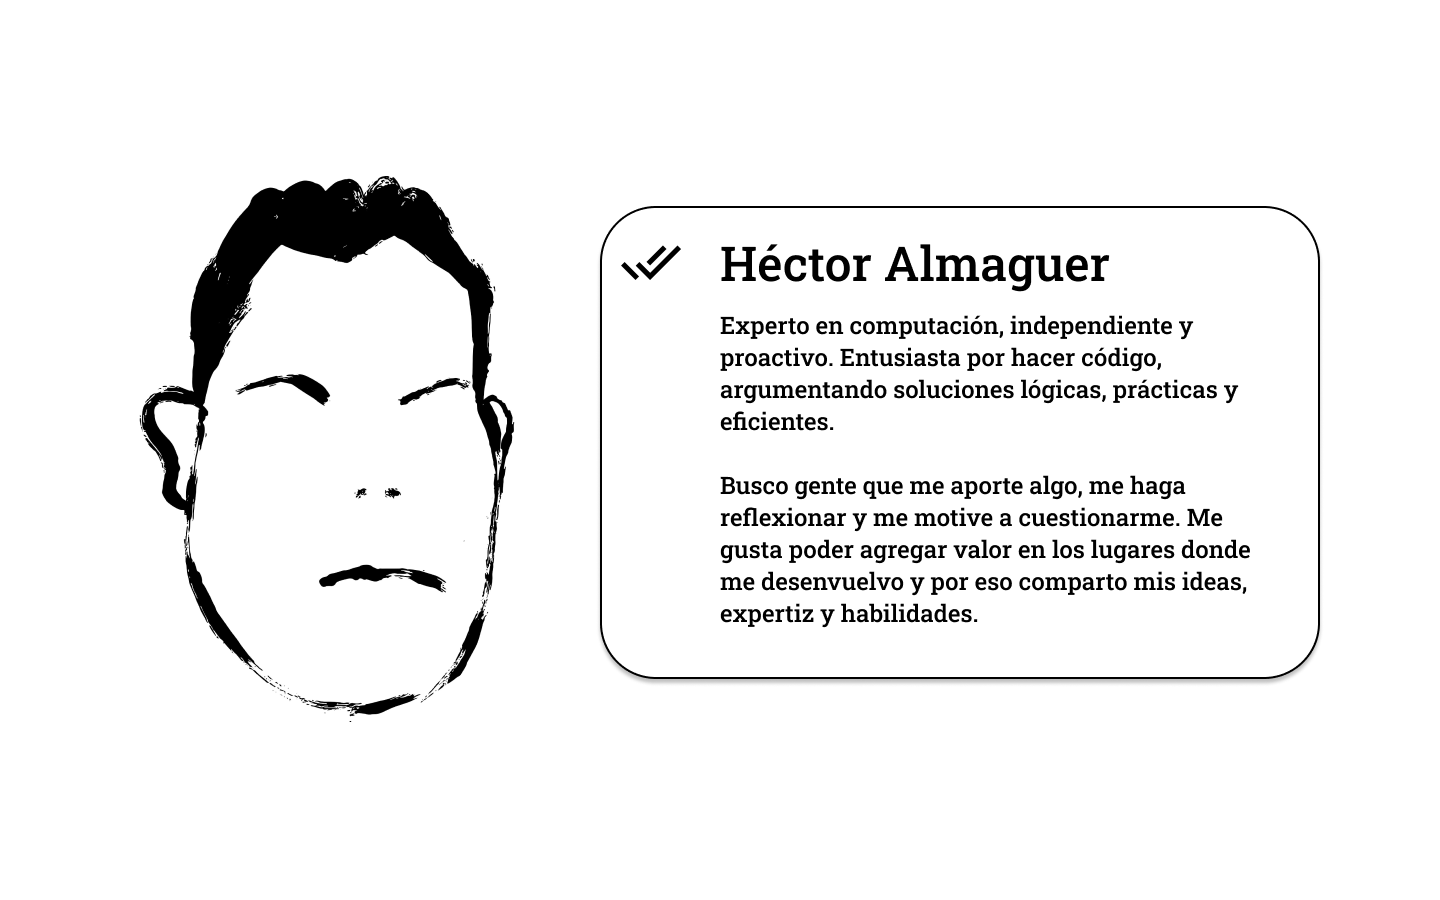 Héctor Almaguer
Experto en computación, independiente y
proactivo. Entusiasta por hacer código,
argumentando soluciones lógicas, prácticas y
eficientes.
Busco gente que me aporte algo, me haga
reflexionar y me motive a cuestionarme. Me
gusta poder agregar valor en los lugares donde
me desenvuelvo y por eso comparto mis ideas,
expertiz y habilidades.